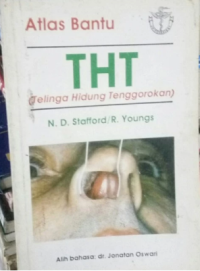 Atlas Bantu
THT
(Telinga Hidung Tenggorokan)
N. D. Stafford/R. Youngs
Alih bahasa: dr. Jonatan Oswari